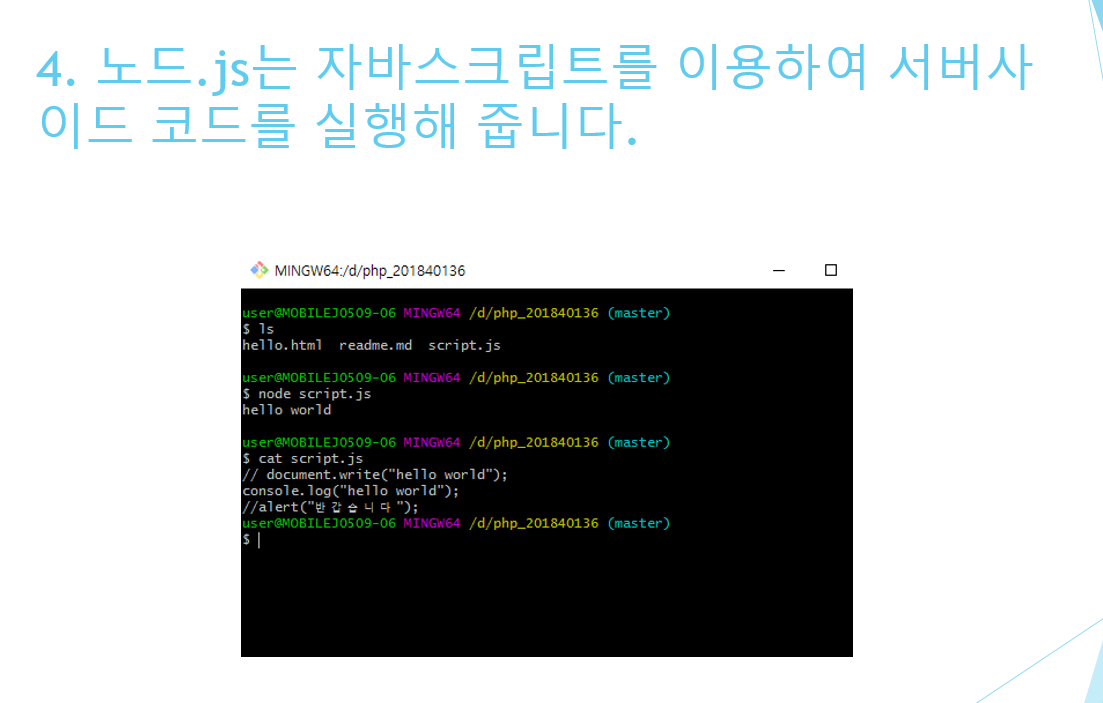 4. 노드.js는 자바스크립트를 이용하여 서버사
이드 코드를 실행해 줍니다.
MINGW64:/d/php_201840136
user@MOBILEJ0509-06 MINGW64 /d/php_201840136 (master)
$ ls
hello.html  readme.md  script.js
user@MOBILEJ0509-06 MINGW64 /d/php_201840136 (master)
$ node script.js
hello world
user@MOBILEJ0509-06 MINGW64 /d/php_201840136 (master)
$ cat script.js
// document.write("hello world");
console.log("hello world");
//alert("반갑습니다");
user@MOBILEJ0509-06 MINGW64 /d/php_201840136 (master)
$